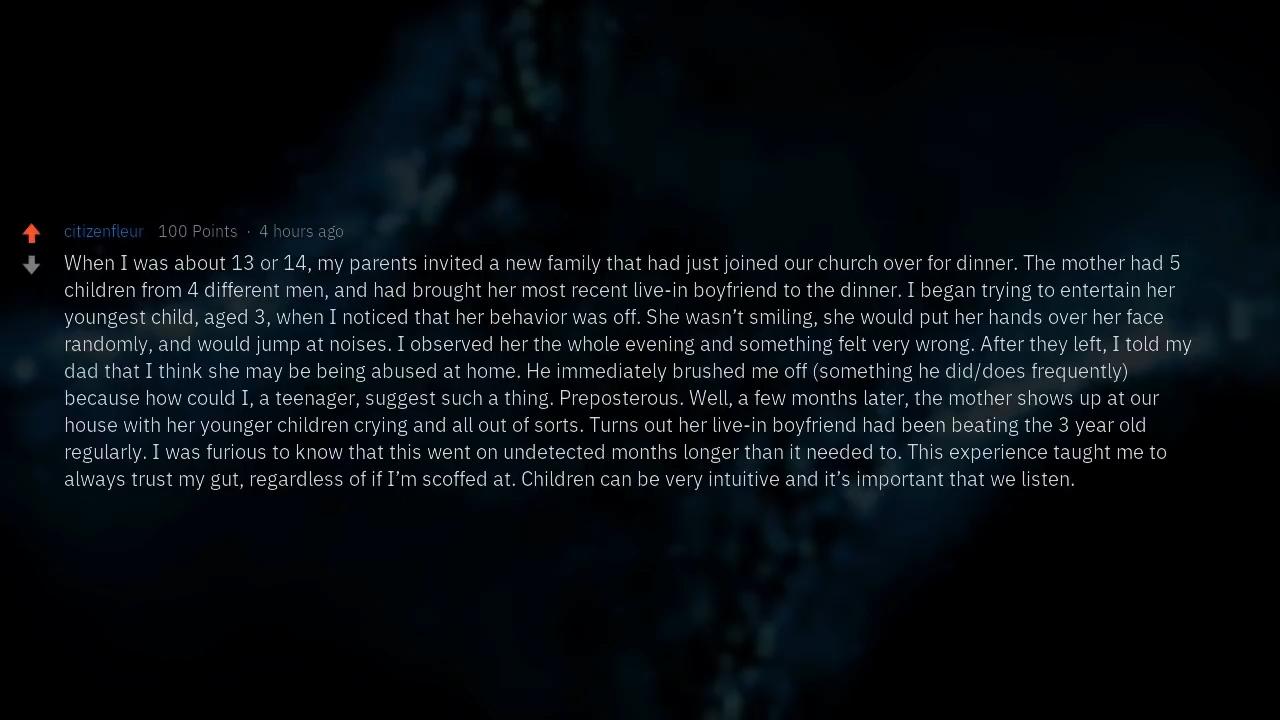 citizenfleur 100 Points · 4 hours ago
When I was about 13 or 14, my parents invited a new family that had just joined our church over for dinner. The mother had 5
children from 4 different men, and had brought her most recent live-in boyfriend to the dinner. I began trying to entertain her
youngest child, aged 3, when I noticed that her behavior was off. She wasn’t smiling, she would put her hands over her face
randomly, and would jump at noises. I observed her the whole evening and something felt very wrong. After they left, I told my
dad that I think she may be being abused at home. He immediately brushed me off (something he did/does frequently)
because how could I, a teenager, suggest such a thing. Preposterous. Well, a few months later, the mother shows up at our
house with her younger children crying and all out of sorts. Turns out her live-in boyfriend had been beating the 3 year old
regularly. I was furious to know that this went on undetected months longer than it needed to. This experience taught me to
always trust my gut, regardless of if I’m scoffed at. Children can be very intuitive and it’s important that we listen.